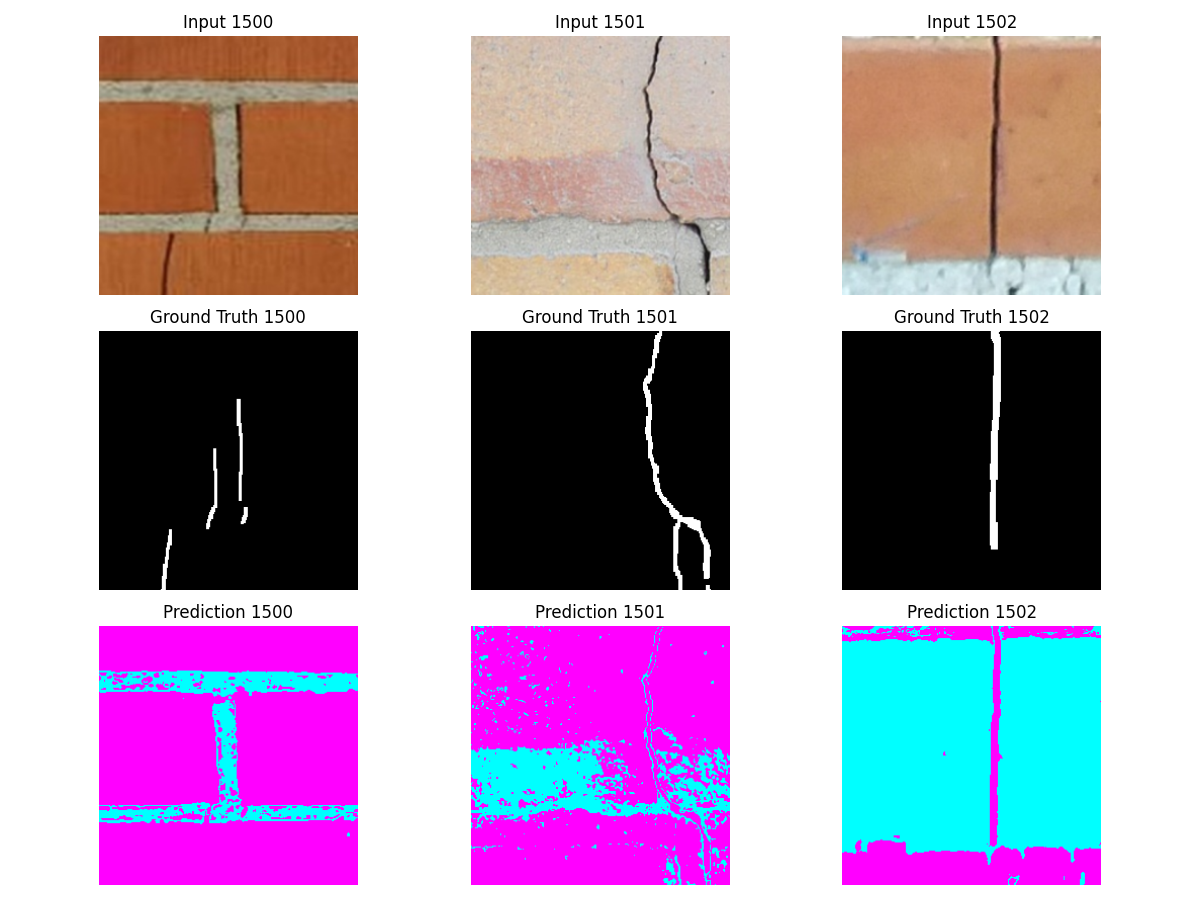 Input 1500
Input 1501
Input 1502
Ground Truth 1500
Ground Truth 1501
Ground Truth 1502
Prediction 1500
Prediction 1501
Prediction 1502